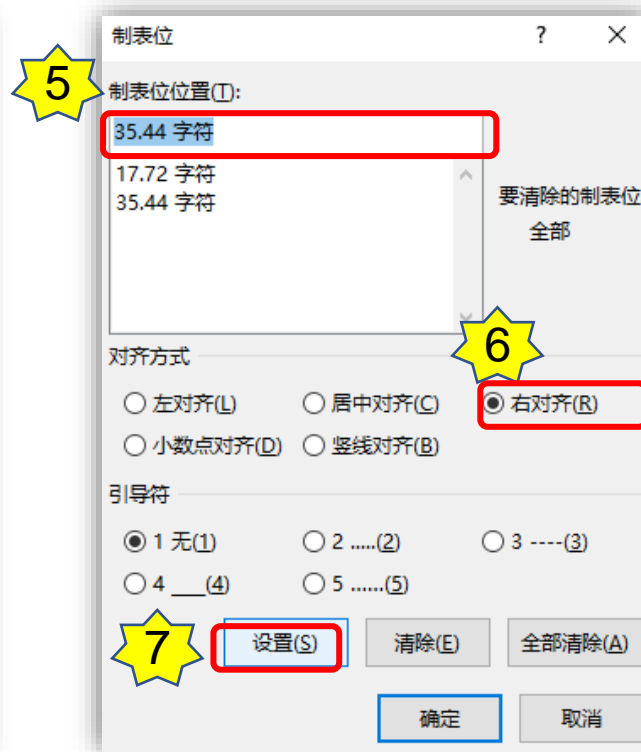 制表位 ? ×
5
制表位位置(T):
35.44 字符
17.72 字符
35.44 字符
要清除的制表位
全部
6
对齐方式
左对齐(L) 居中对齐(C) 右对齐(R)
小数点对齐(D) 竖线对齐(B)
引导符
1 无(1) 2 .....(2) 3 ----(3)
4 ___(4) 5 ......(5)
7
设置(S) 清除(E) 全部清除(A)
确定 取消